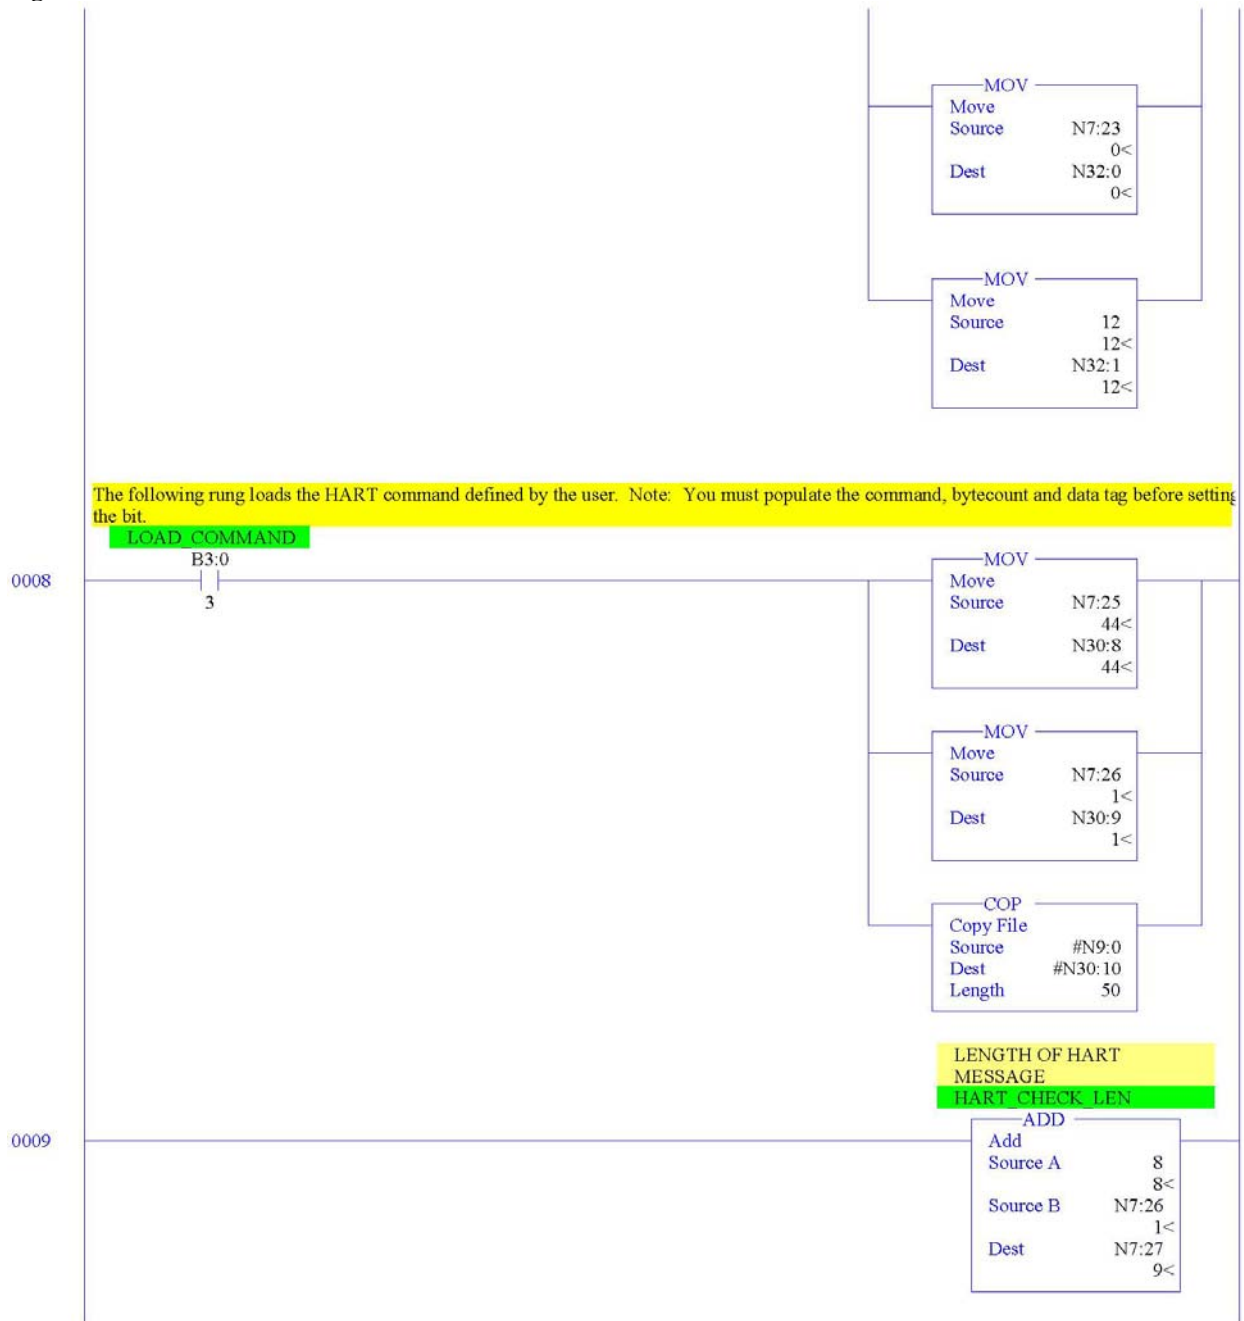 MOV
Move
Source N7:23
0<
Dest N32:0
0<
MOV
Move
Source 12
12<
Dest N32:1
12<
The following rung loads the HART command defined by the user. Note: You must populate the command, bytecount and data tag before setting
the bit.
LOAD_COMMAND
B3:0
3
0008
MOV
Move
Source N7:25
44<
Dest N30:8
44<
MOV
Move
Source N7:26
1<
Dest N30:9
1<
COP
Copy File
Source #N9:0
Dest #N30:10
Length 50
LENGTH OF HART
MESSAGE
HART_CHECK_LEN
0009
ADD
Add
Source A 8
8<
Source B N7:26
1<
Dest N7:27
9<